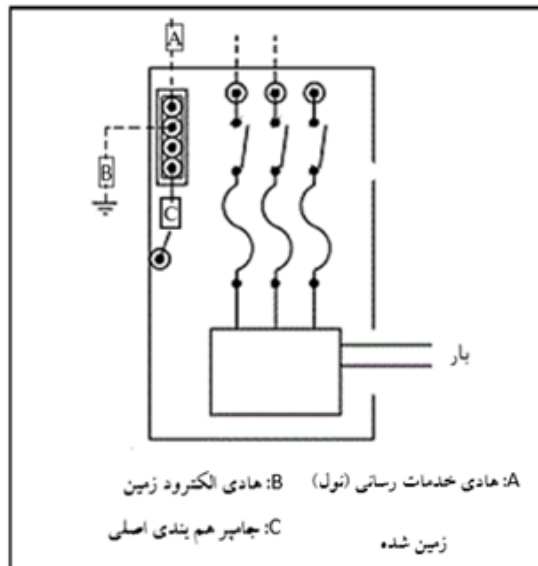 A
B
C
بار
A: هادی خدمات رسانی (نول)
زمین شده
B: هادی الکترود زمین
C: جامپر هم بندی اصلی